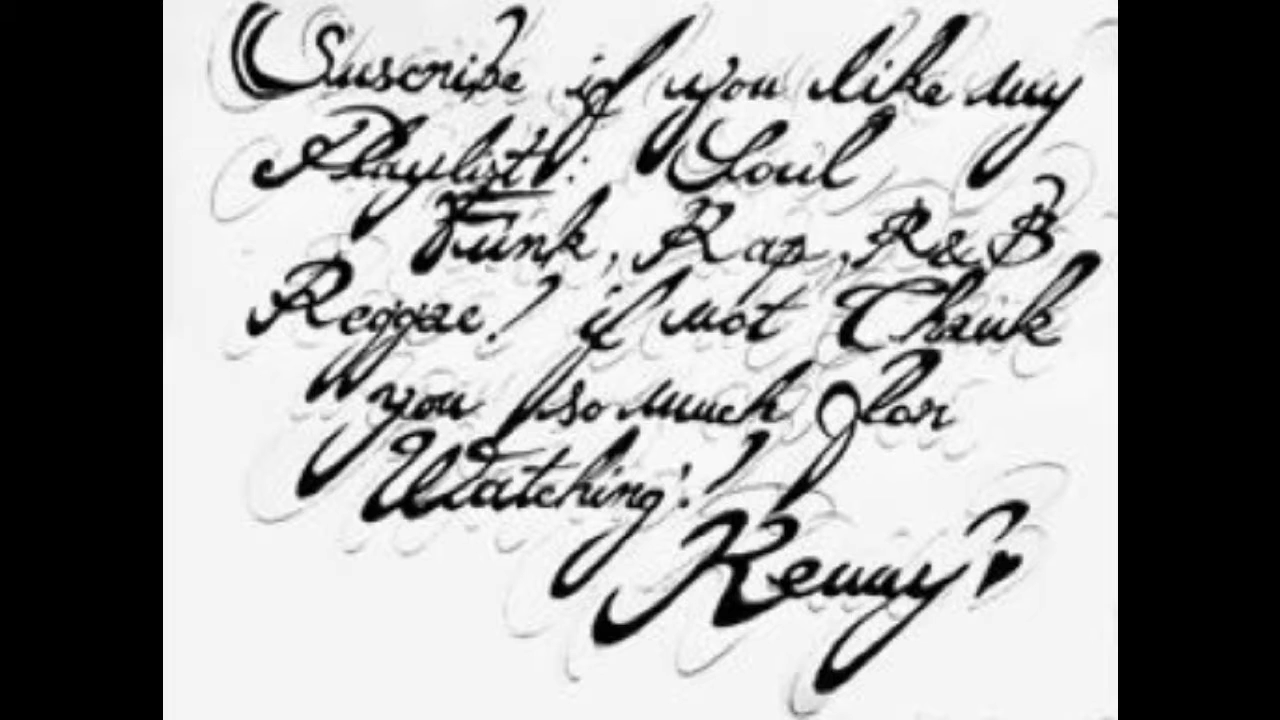 Suscribe if you like my
Playlist: Soul,
Funk, Rap, R&B
Reggae! if not Thank
you so much for
Watching!
Kenny